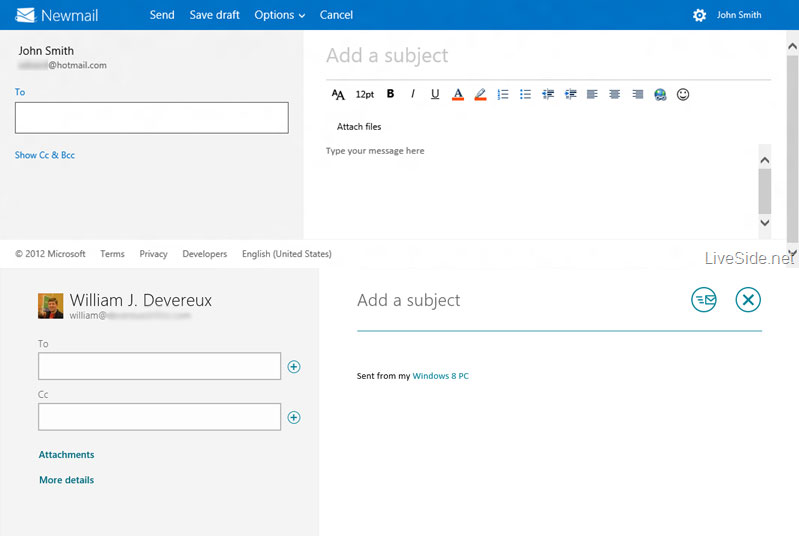 Newmail Send Save draft Options Cancel John Smith
John Smith
@hotmail.com
To
Show Cc & Bcc
Add a subject
AA 12pt B I U A
Attach files
Type your message here
© 2012 Microsoft Terms Privacy Developers English (United States)
LiveSide.net
William J. Devereux
william@
To
Cc
Attachments
More details
Add a subject
Sent from my Windows 8 PC